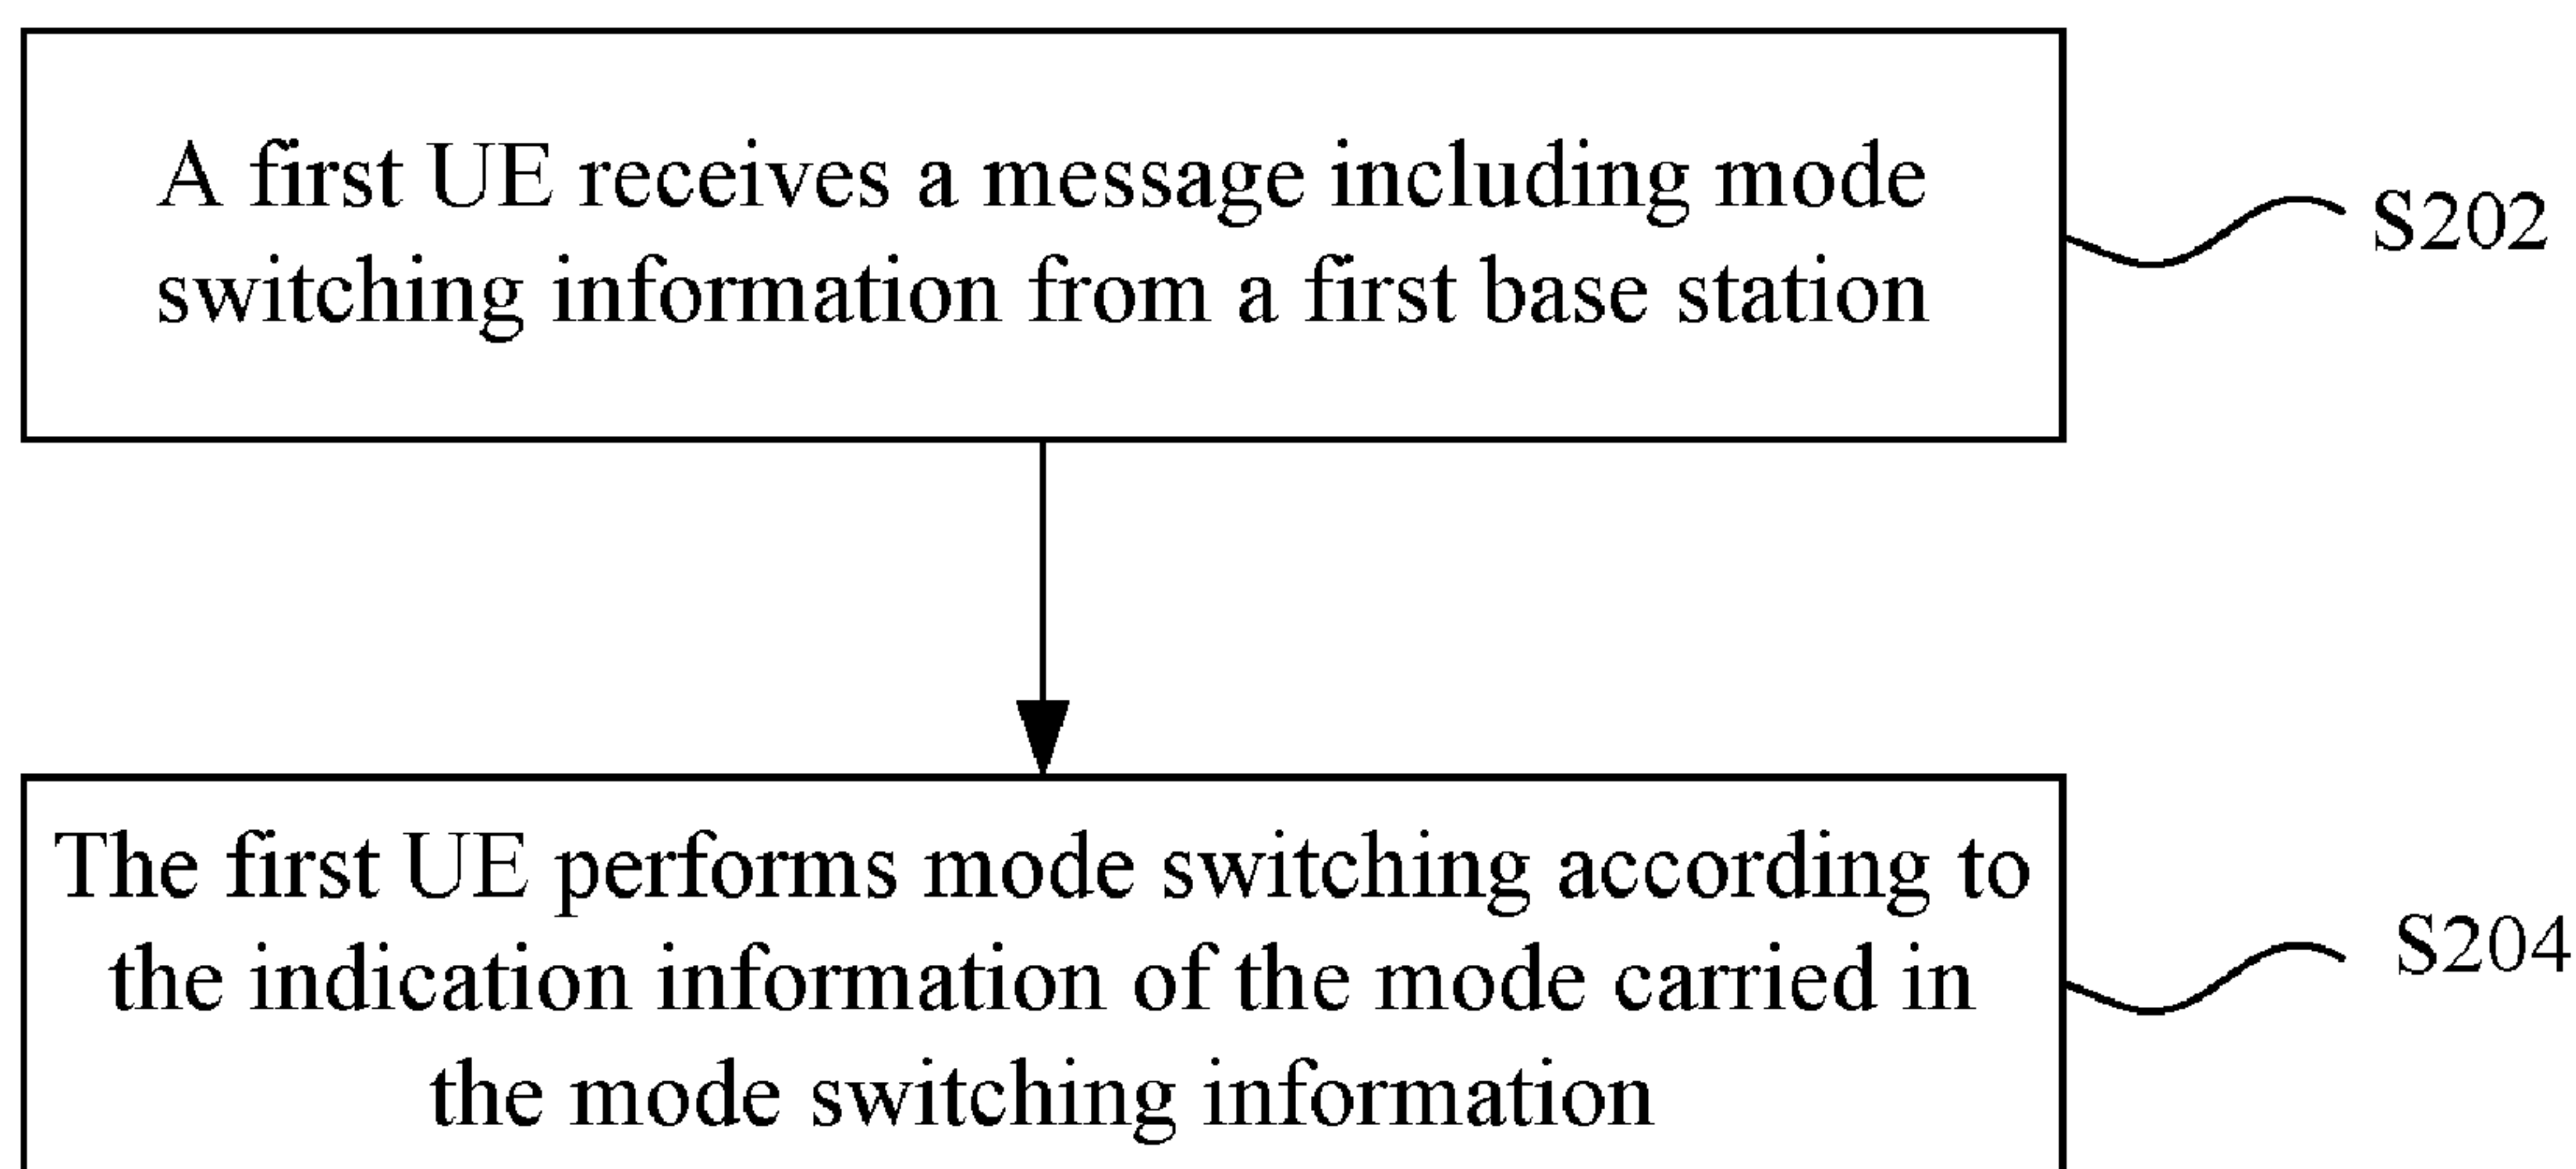 A first UE receives a message including mode
switching information from a first base station
S202
The first UE performs mode switching according to
the indication information of the mode carried in
the mode switching information
S204